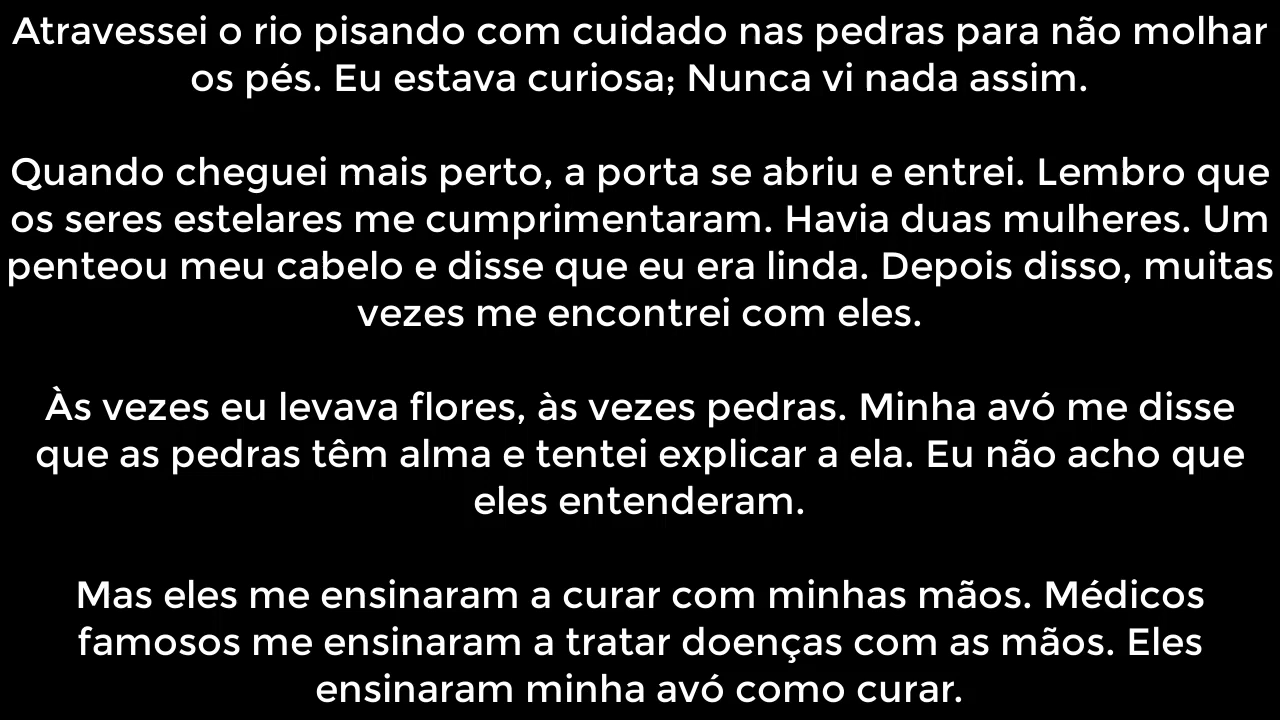 Atravessei o rio pisando com cuidado nas pedras para não molhar
os pés. Eu estava curiosa; Nunca vi nada assim.
Quando cheguei mais perto, a porta se abriu e entrei. Lembro que
os seres estelares me cumprimentaram. Havia duas mulheres. Um
penteou meu cabelo e disse que eu era linda. Depois disso, muitas
vezes me encontrei com eles.
Às vezes eu levava flores, às vezes pedras. Minha avó me disse
que as pedras têm alma e tentei explicar a ela. Eu não acho que
eles entenderam.
Mas eles me ensinaram a curar com minhas mãos. Médicos
famosos me ensinaram a tratar doenças com as mãos. Eles
ensinaram minha avó como curar.